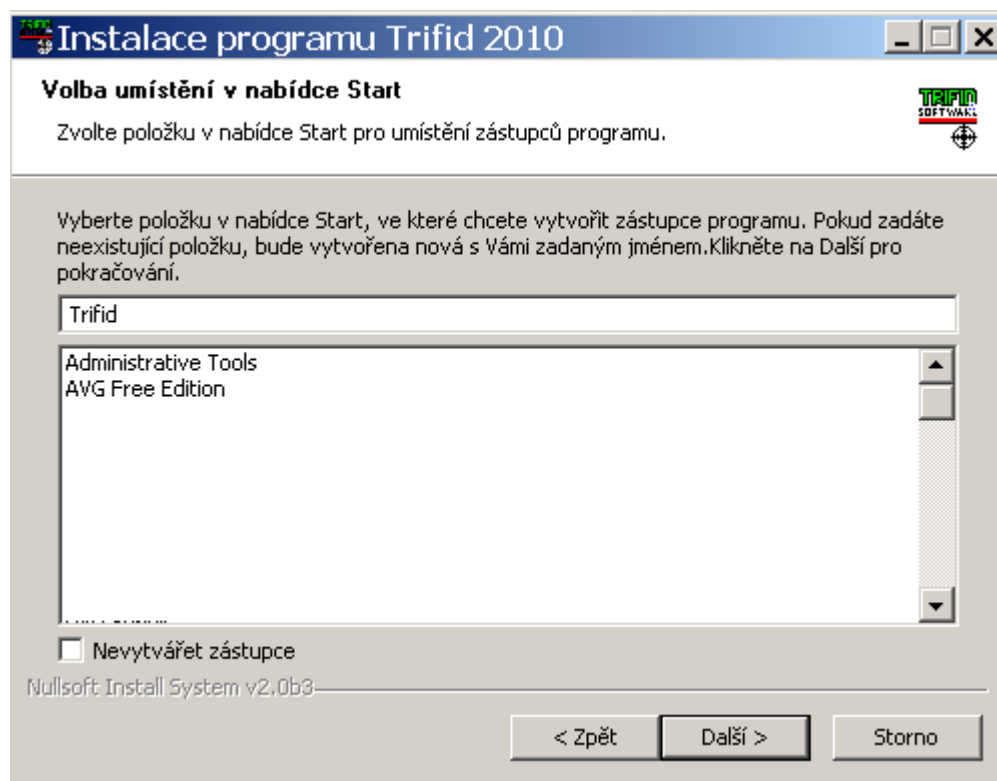 Instalace programu Trifid 2010
Volba umístění v nabídce Start
Zvolte položku v nabídce Start pro umístění zástupců programu.
TRIFID
SOFTWARE
Vyberte položku v nabídce Start, ve které chcete vytvořit zástupce programu. Pokud zadáte
neexistující položku, bude vytvořena nová s Vámi zadaným jménem.Klikněte na Další pro
pokračování.
Trifid
Administrative Tools
AVG Free Edition
Nevytvářet zástupce
Nullsoft Install System v2.0b3
< Zpět
Další >
Storno